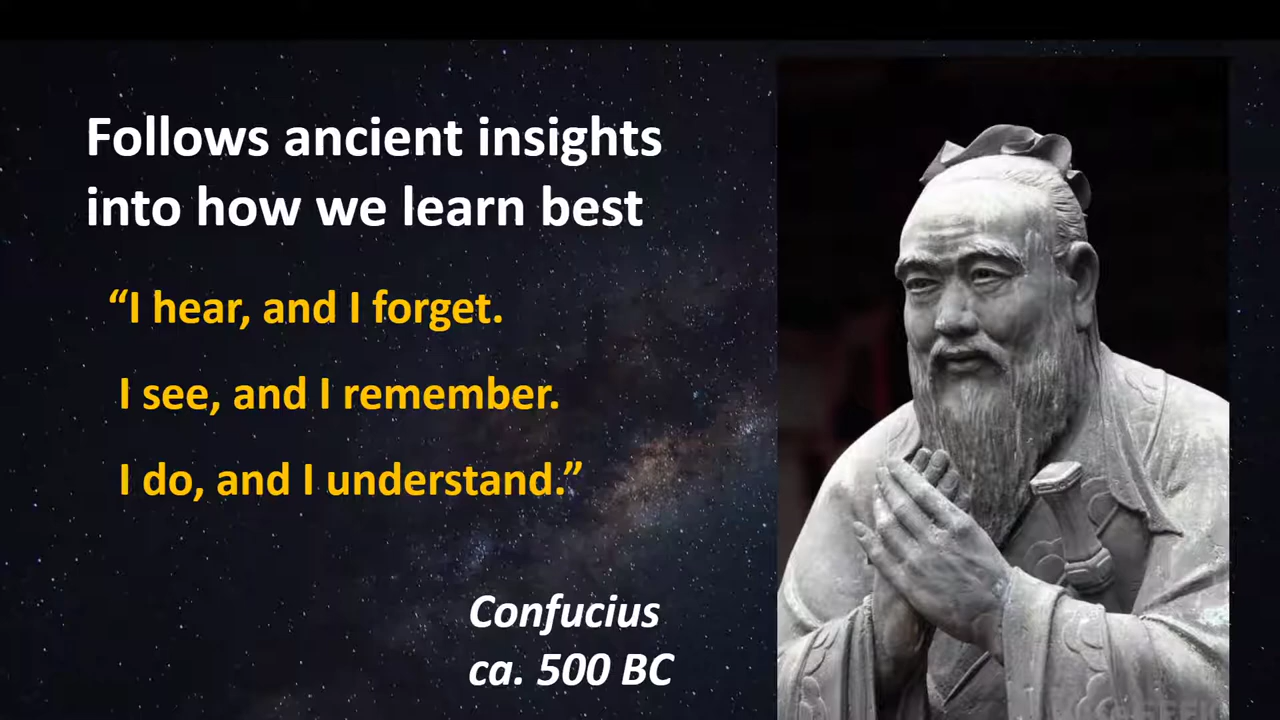 Follows ancient insights
into how we learn best
“I hear, and I forget.
I see, and I remember.
I do, and I understand.”
Confucius
ca. 500 BC